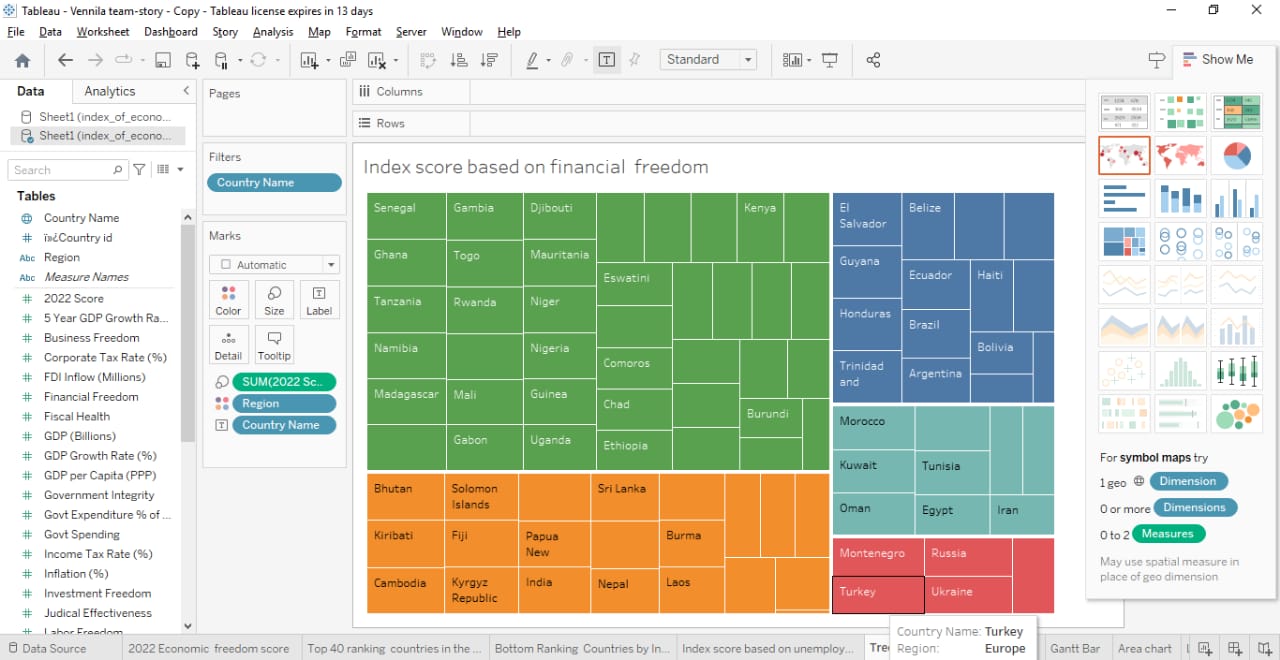 Tableau - Vennila team-story - Copy - Tableau license expires in 13 days
File Data Worksheet Dashboard Story Analysis Map Format Server Window Help
Standard
Show Me
Data Analytics
Sheet1 (index_of_econo...
Sheet1 (index_of_econo...
Search
Tables
Country Name
ï»¿Country id
Region
Measure Names
2022 Score
5 Year GDP Growth Ra...
Business Freedom
Corporate Tax Rate (%)
FDI Inflow (Millions)
Financial Freedom
Fiscal Health
GDP (Billions)
GDP Growth Rate (%)
GDP per Capita (PPP)
Government Integrity
Govt Expenditure % of ...
Govt Spending
Income Tax Rate (%)
Inflation (%)
Investment Freedom
Judical Effectiveness
Labor Freedom
Pages
Filters
Country Name
Marks
Automatic
Color Size Label
Detail Tooltip
SUM(2022 Sc..
Region
Country Name
Columns
Rows
Index score based on financial freedom
Senegal Gambia Djibouti Kenya
Ghana Togo Mauritania Eswatini
Tanzania Rwanda Niger
Namibia Nigeria Comoros
Madagascar Mali Guinea Chad Burundi
Gabon Uganda Ethiopia
El Salvador Belize
Guyana Ecuador Haiti
Honduras Brazil Bolivia
Trinidad and Argentina
Morocco
Kuwait Tunisia
Oman Egypt Iran
Bhutan Solomon Islands Sri Lanka
Kiribati Fiji Papua New Burma
Cambodia Kyrgyz Republic India Nepal Laos
Montenegro Russia
Turkey Ukraine
Country Name: Turkey
Region: Europe
For symbol maps try
1 geo Dimension
0 or more Dimensions
0 to 2 Measures
May use spatial measure in
place of geo dimension
Data Source 2022 Economic freedom score Top 40 ranking countries in the ... Bottom Ranking Countries by In... Index score based on unemploy... Tree Gantt Bar Area chart